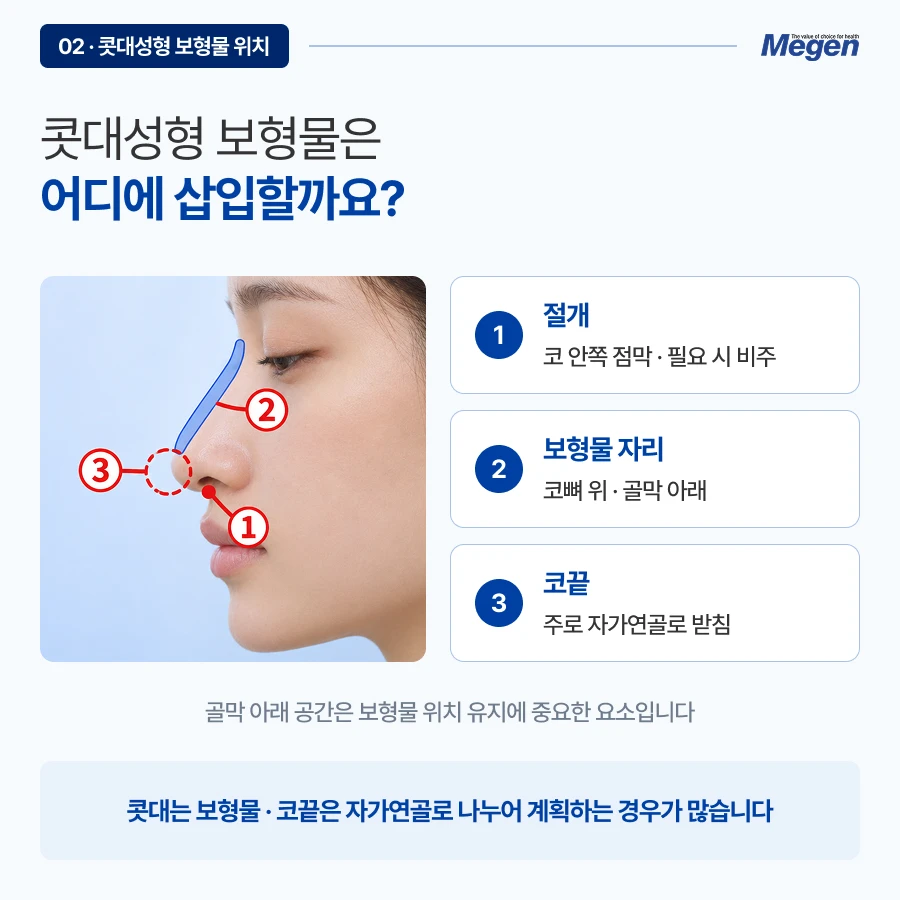 02 · 콧대성형 보형물 위치
The value of choice for health
Megen
콧대성형 보형물은
어디에 삽입할까요?
1
절개
코 안쪽 점막 · 필요 시 비주
2
보형물 자리
코뼈 위 · 골막 아래
3
코끝
주로 자가연골로 받침
2
3
1
골막 아래 공간은 보형물 위치 유지에 중요한 요소입니다
콧대는 보형물 · 코끝은 자가연골로 나누어 계획하는 경우가 많습니다